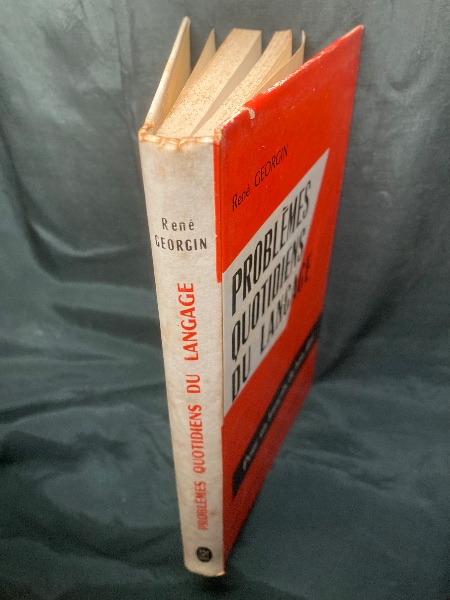 René
GEORGIN
PROBLÈMES QUOTIDIENS DU LANGAGE
René GEORGIN
PROBLÈMES
QUOTIDIENS
DU LANGAGE